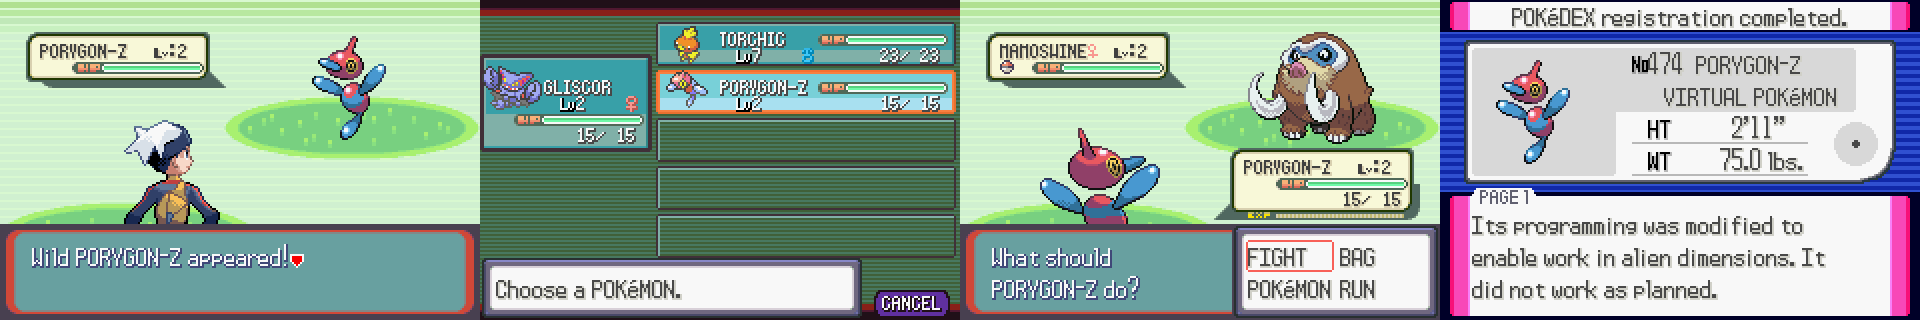 PORYGON-Z Lv:2
Wild PORYGON-Z appeared!
GLISCOR
Lv2 ♀
15/ 15
TORCHIC
Lv7 23/ 23
PORYGON-Z
Lv2 15/ 15
Choose a POKéMON.
CANCEL
MAMOSWINE♀ Lv:2
PORYGON-Z Lv:2
15/ 15
EXP
What should
PORYGON-Z do?
FIGHT BAG
POKéMON RUN
POKéDEX registration completed.
No474 PORYGON-Z
VIRTUAL POKéMON
HT 2'11"
WT 75.0 lbs.
PAGE 1
Its programming was modified to
enable work in alien dimensions. It
did not work as planned.